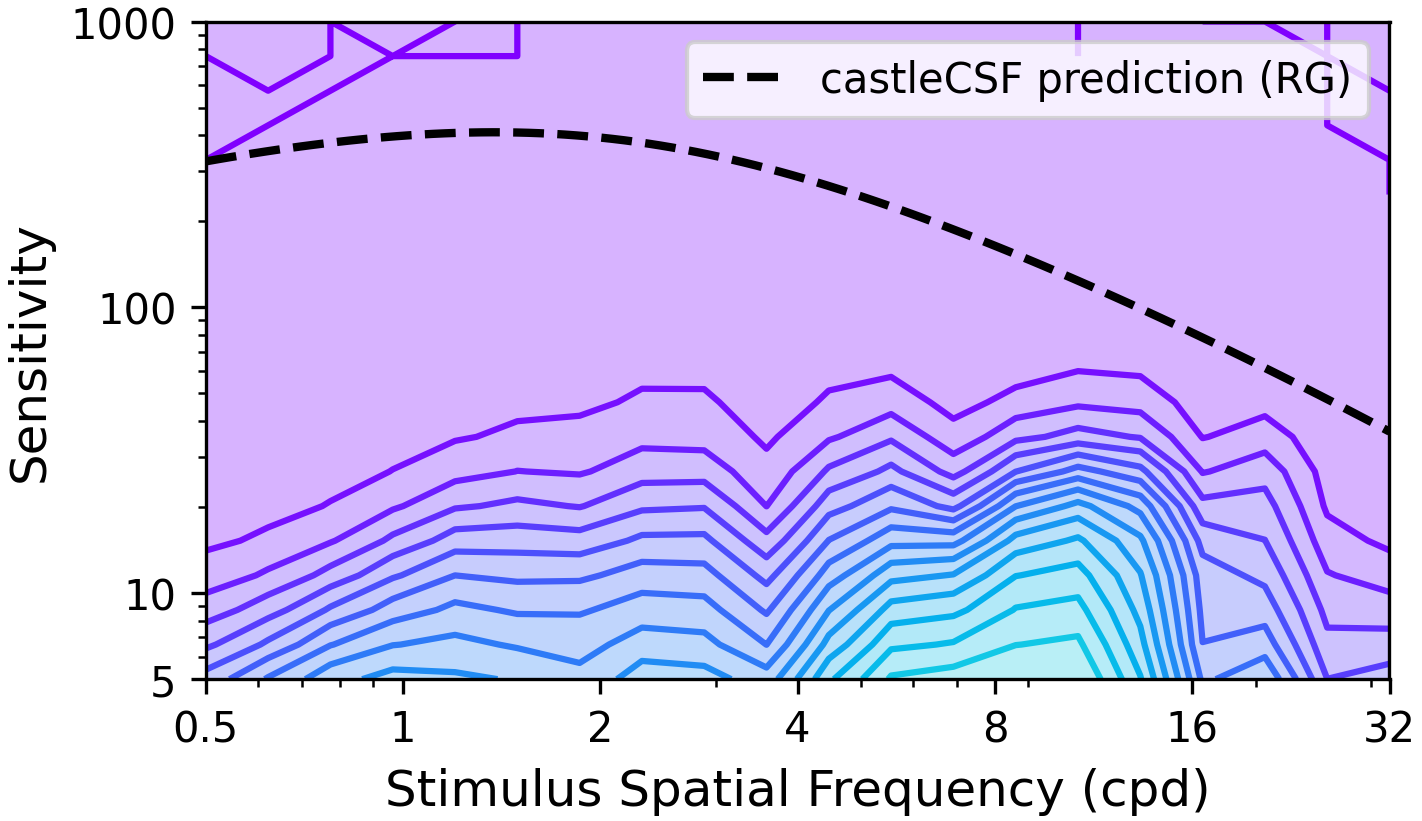 1000
100
10
5
Sensitivity
castleCSF prediction (RG)
0.5 1 2 4 8 16 32
Stimulus Spatial Frequency (cpd)